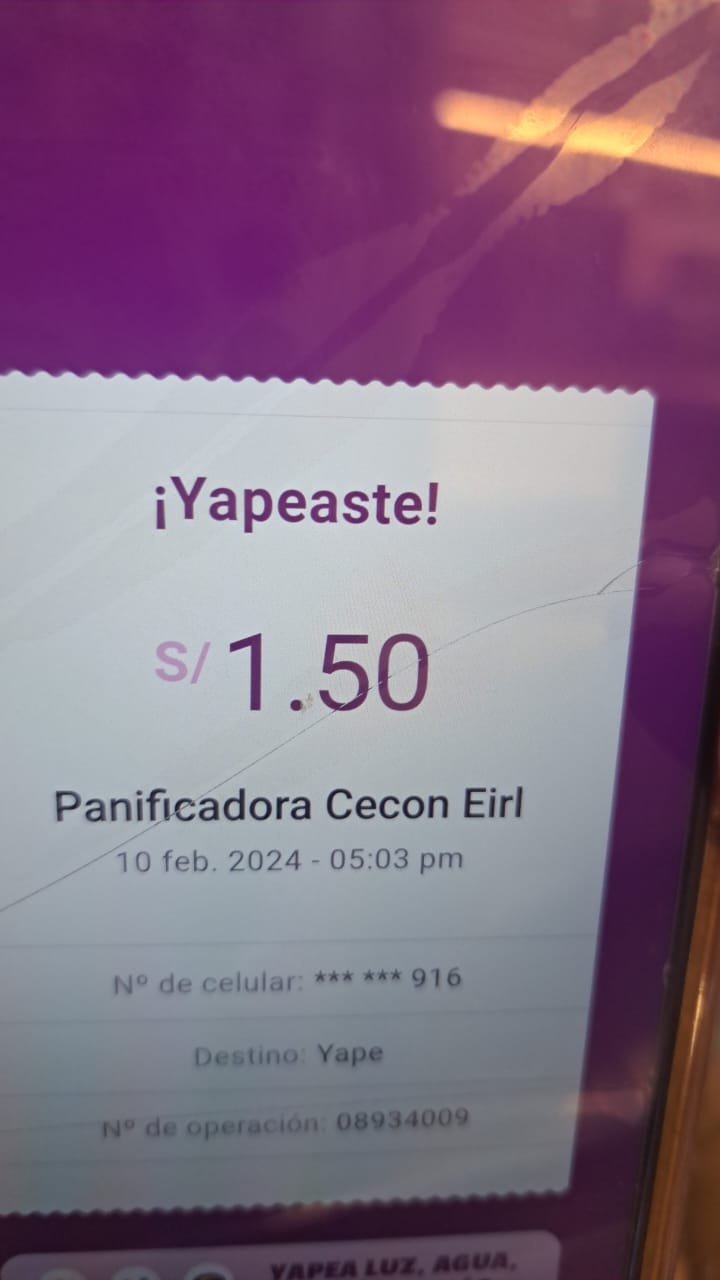 ¡Yapeaste!
S/ 1.50
Panificadora Cecon Eirl
10 feb. 2024 - 05:03 pm
Nº de celular: *** *** 916
Destino: Yape
Nº de operación: 08934009
YAPEA LUZ, AGUA,